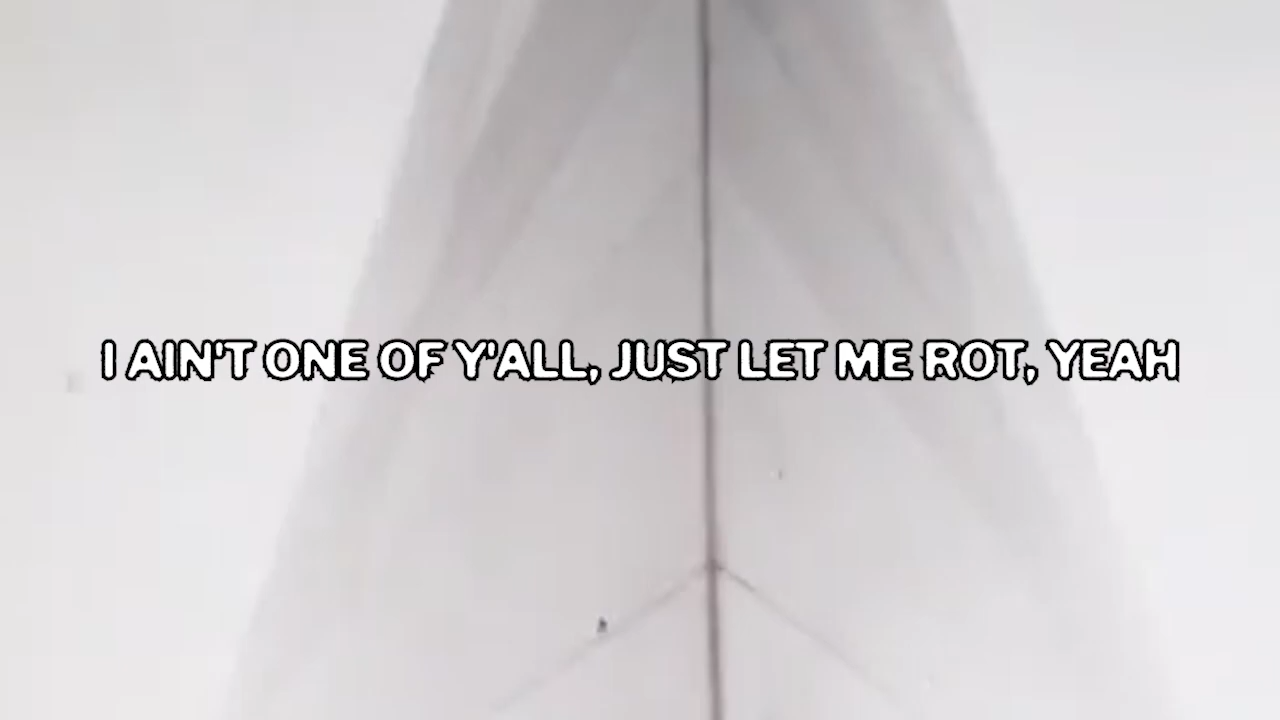 I AIN'T ONE OF Y'ALL, JUST LET ME ROT, YEAH